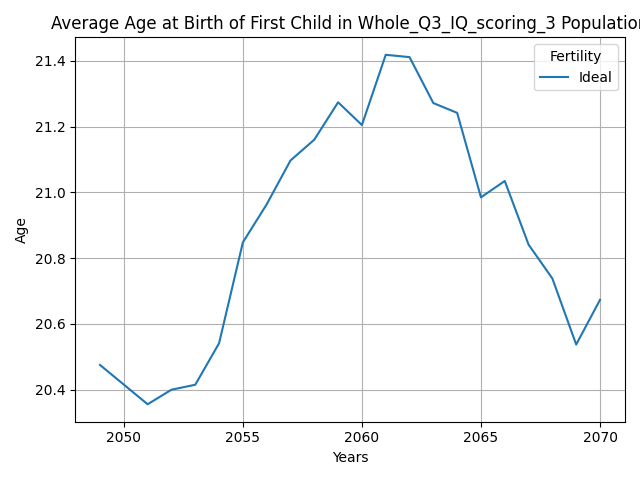 Average Age at Birth of First Child in Whole_Q3_IQ_scoring_3 Population
Fertility
Ideal
21.4
21.2
21.0
20.8
20.6
20.4
Age
2050 2055 2060 2065 2070
Years